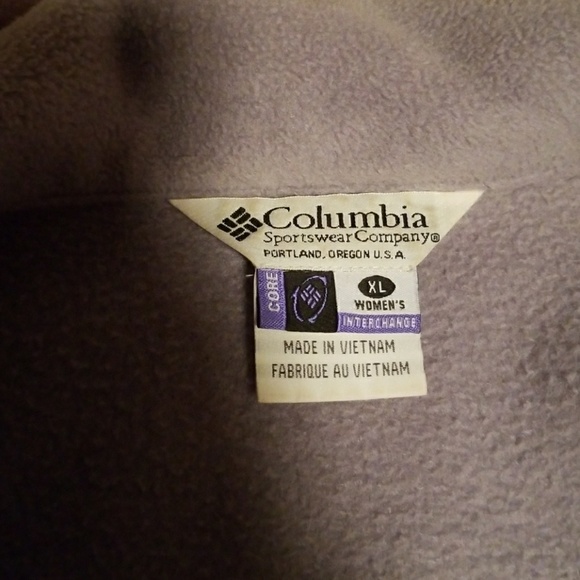 Columbia
Sportswear Company®
PORTLAND, OREGON U.S.A.
CORE
XL
WOMEN'S
INTERCHANGE
MADE IN VIETNAM
FABRIQUE AU VIETNAM